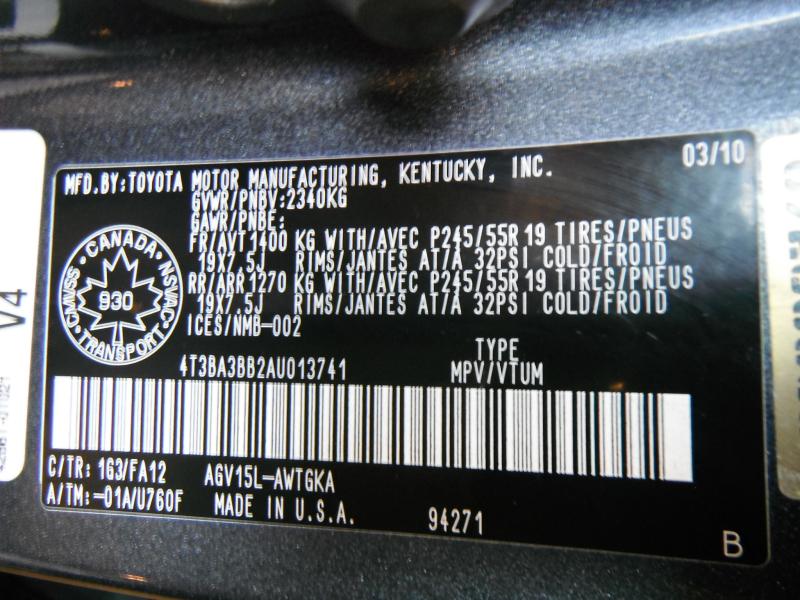 03/10
MFD.BY:TOYOTA MOTOR MANUFACTURING, KENTUCKY, INC.
GVWR/PNBV:2340KG
GAWR/PNBE:
FR/AVT1400 KG WITH/AVEC P245/55R19 TIRES/PNEUS
19X7.5J RIMS/JANTES AT/À 32PSI COLD/FROID
RR/ARR1270 KG WITH/AVEC P245/55R19 TIRES/PNEUS
19X7.5J RIMS/JANTES AT/À 32PSI COLD/FROID
ICES/NMB-002
CANADA
CMVSS NSVAC
930
TRANSPORT
4T3BA3BB2AU013741
TYPE
MPV/VTUM
C/TR: 1G3/FA12 AGV15L-AWTGKA
A/TM:-01A/U760F MADE IN U.S.A. 94271
B
V4